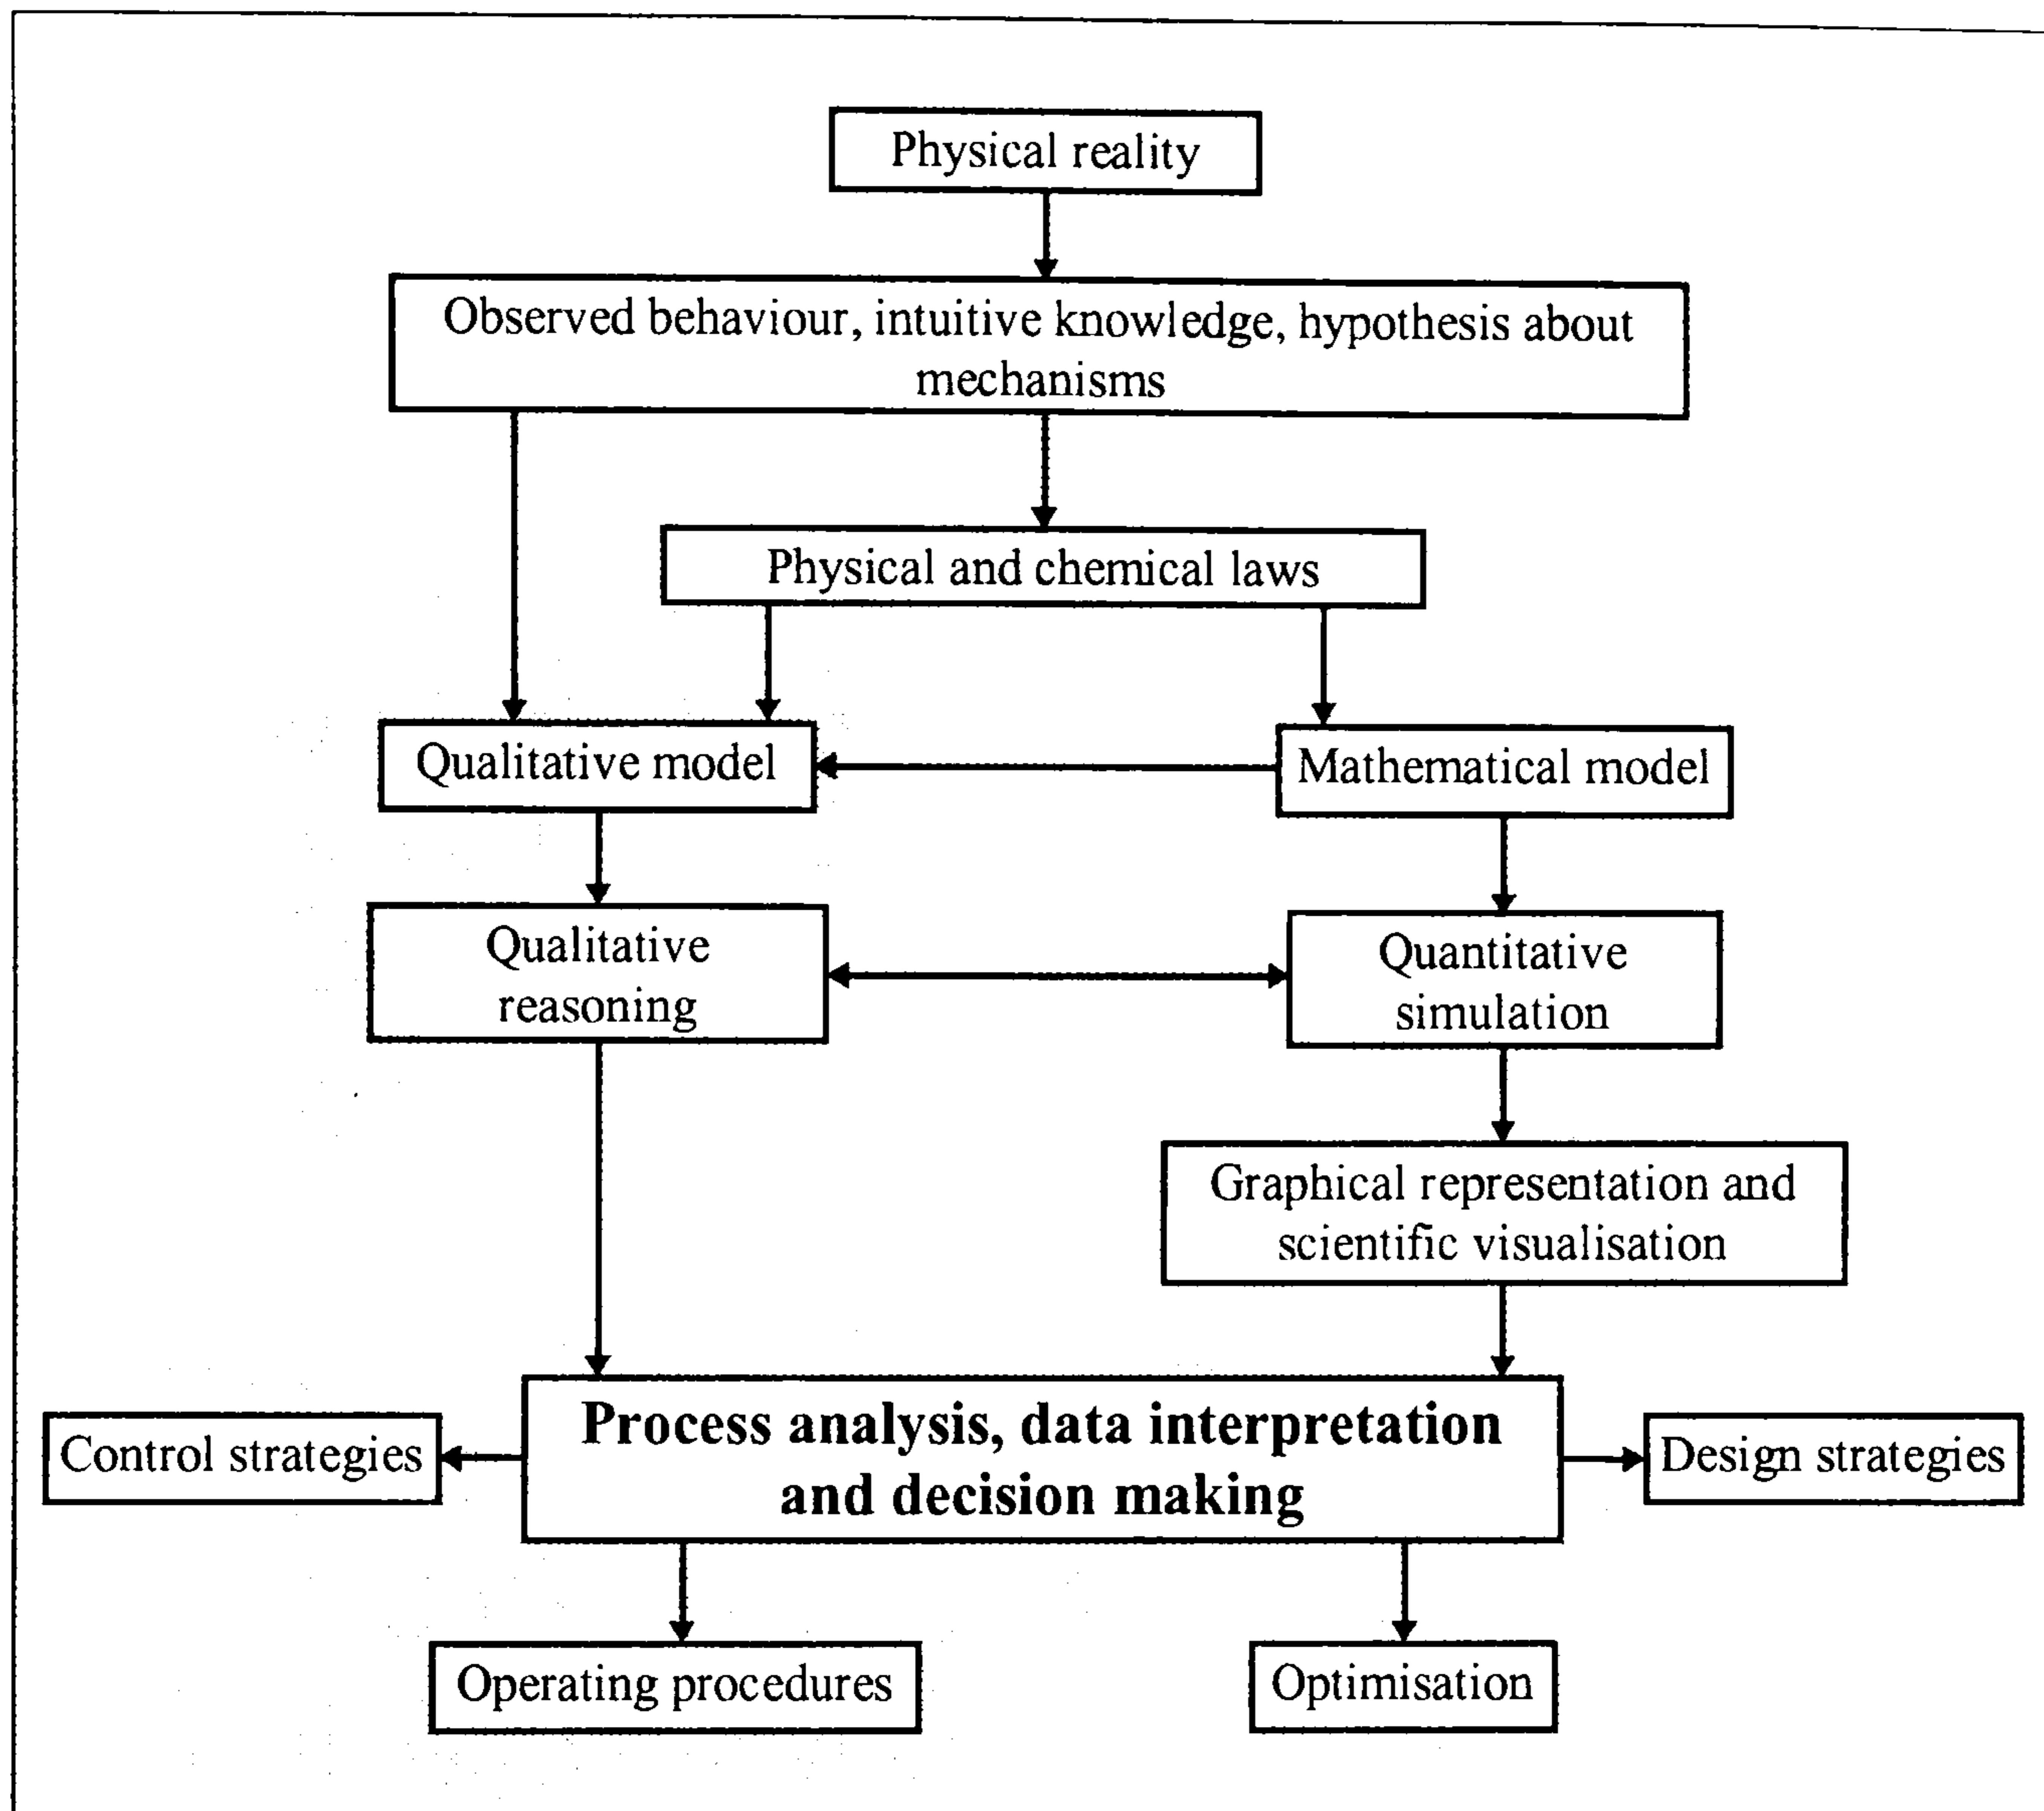 Physical reality
Observed behaviour, intuitive knowledge, hypothesis about
mechanisms
Physical and chemical laws
Qualitative model
Mathematical model
Qualitative
reasoning
Quantitative
simulation
Graphical representation and
scientific visualisation
Process analysis, data interpretation
and decision making
Control strategies
Design strategies
Operating procedures
Optimisation